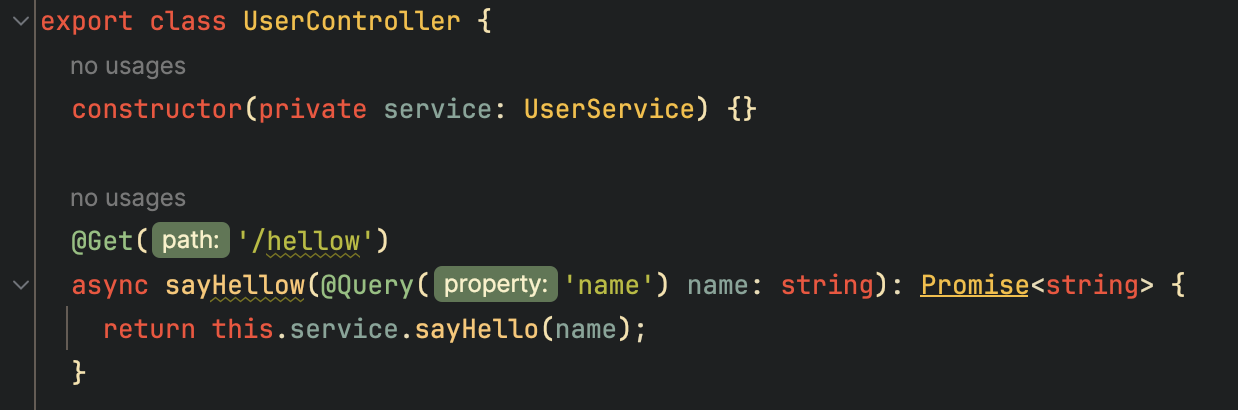 export class UserController {
no usages
constructor(private service: UserService) {}
no usages
@Get( path: '/hellow')
async sayHellow(@Query( property: 'name') name: string): Promise<string> {
return this.service.sayHello(name);
}